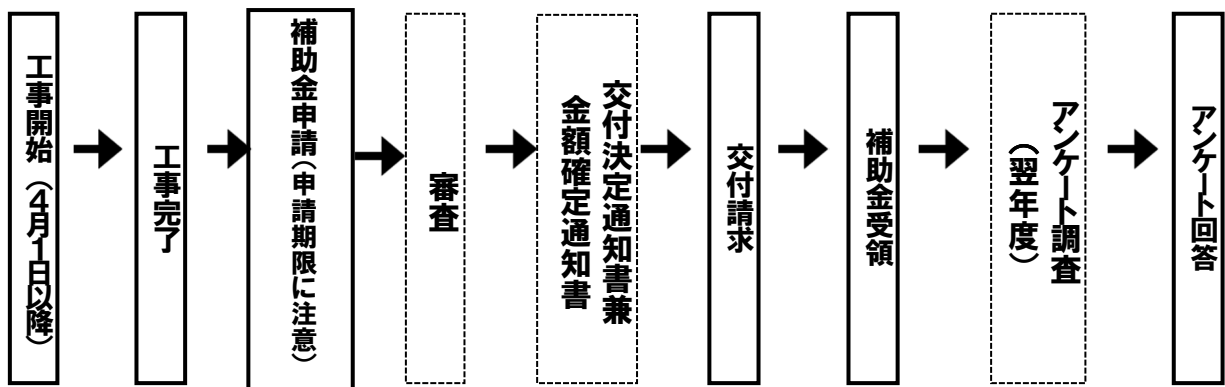 工事開始（４月１日以降）
工事完了
補助金申請（申請期限に注意）
審査
交付決定通知書兼
金額確定通知書
交付請求
補助金受領
アンケート調査
（翌年度）
アンケート回答